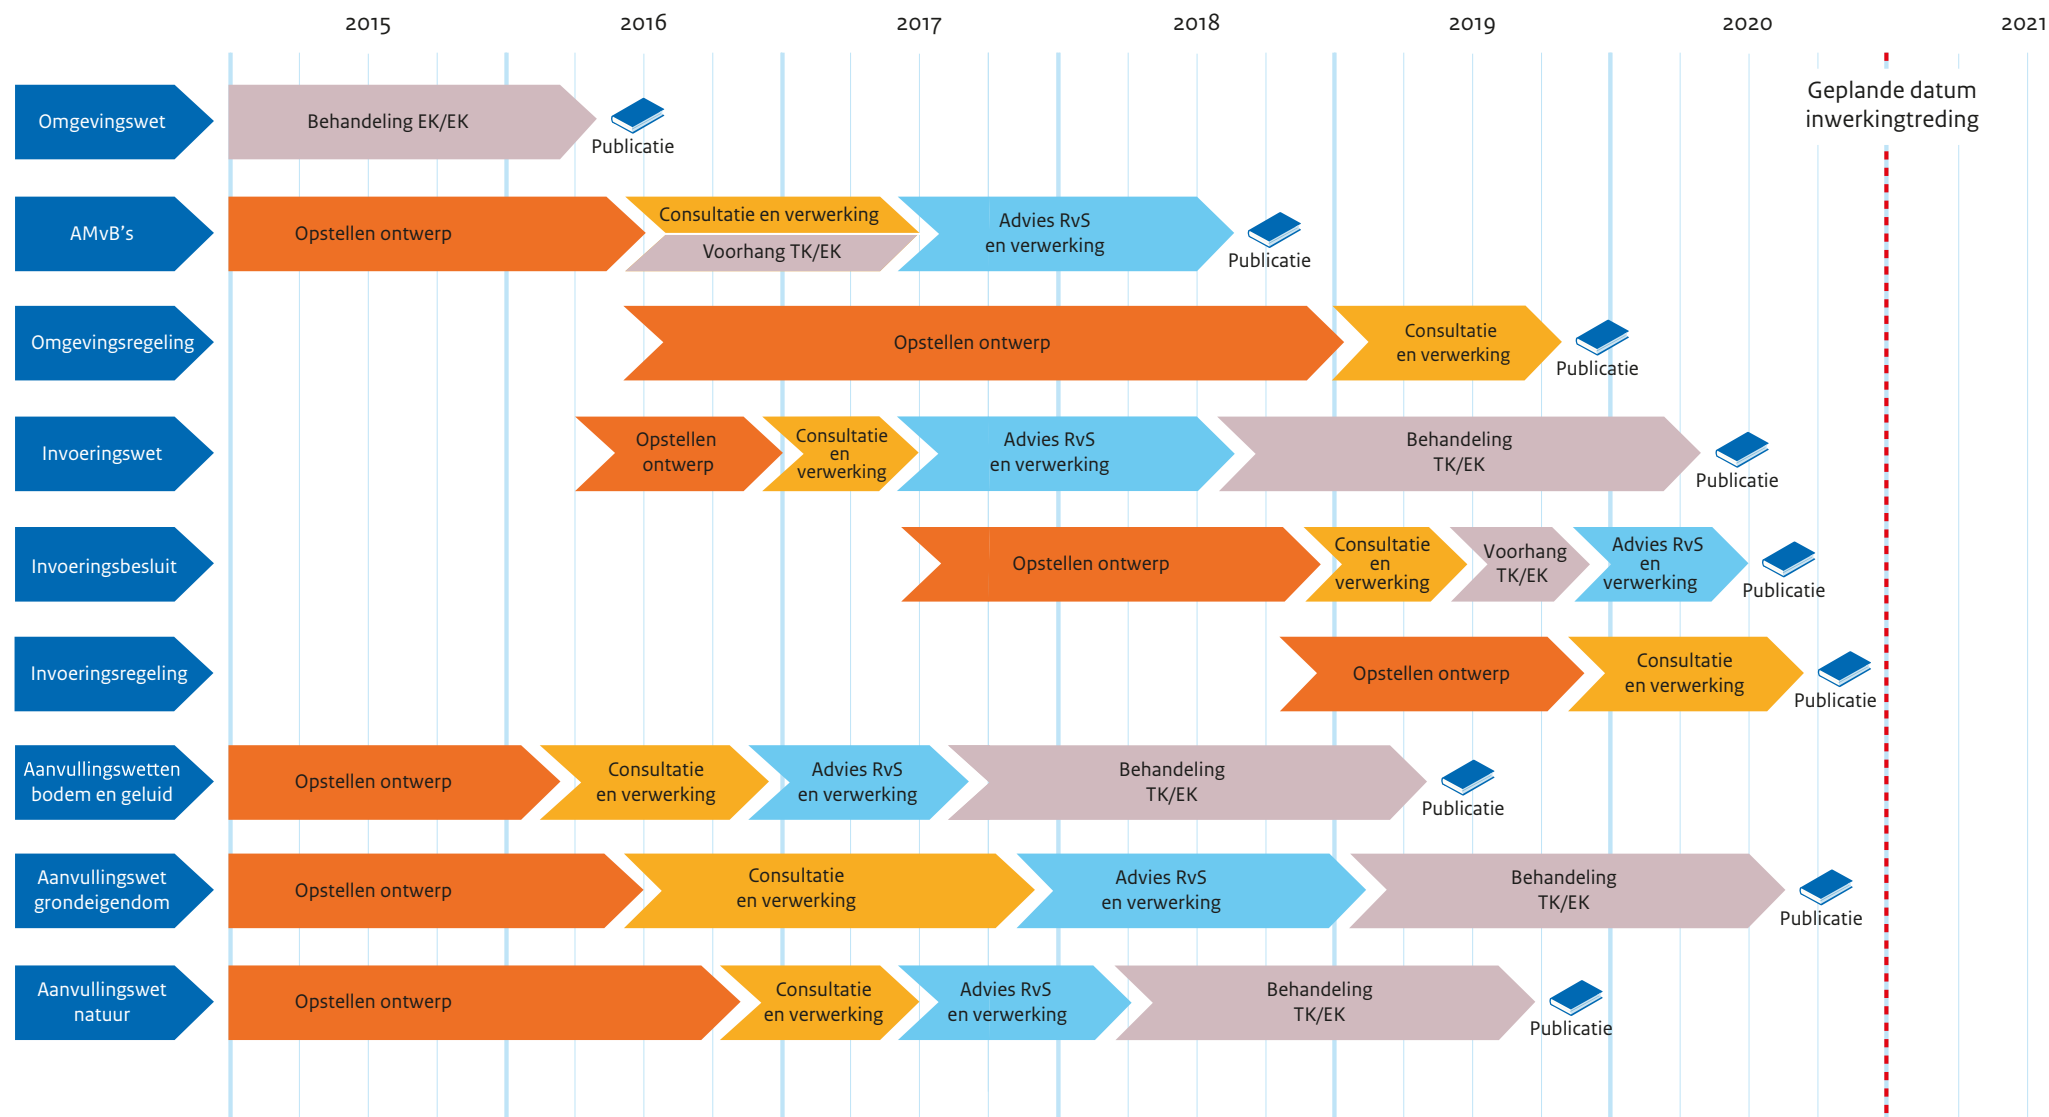 2015 2016 2017 2018 2019 2020 2021
Geplande datum
inwerkingtreding
Omgevingswet
Behandeling EK/EK
Publicatie
AMvB's
Opstellen ontwerp
Consultatie en verwerking
Voorhang TK/EK
Advies RvS
en verwerking
Publicatie
Omgevingsregeling
Opstellen ontwerp
Consultatie
en verwerking
Publicatie
Invoeringswet
Opstellen
ontwerp
Consultatie
en
verwerking
Advies RvS
en verwerking
Behandeling
TK/EK
Publicatie
Invoeringsbesluit
Opstellen ontwerp
Consultatie
en
verwerking
Voorhang
TK/EK
Advies RvS
en
verwerking
Publicatie
Invoeringsregeling
Opstellen ontwerp
Consultatie
en verwerking
Publicatie
Aanvullingswetten
bodem en geluid
Opstellen ontwerp
Consultatie
en verwerking
Advies RvS
en verwerking
Behandeling
TK/EK
Publicatie
Aanvullingswet
grondeigendom
Opstellen ontwerp
Consultatie
en verwerking
Advies RvS
en verwerking
Behandeling
TK/EK
Publicatie
Aanvullingswet
natuur
Opstellen ontwerp
Consultatie
en verwerking
Advies RvS
en verwerking
Behandeling
TK/EK
Publicatie